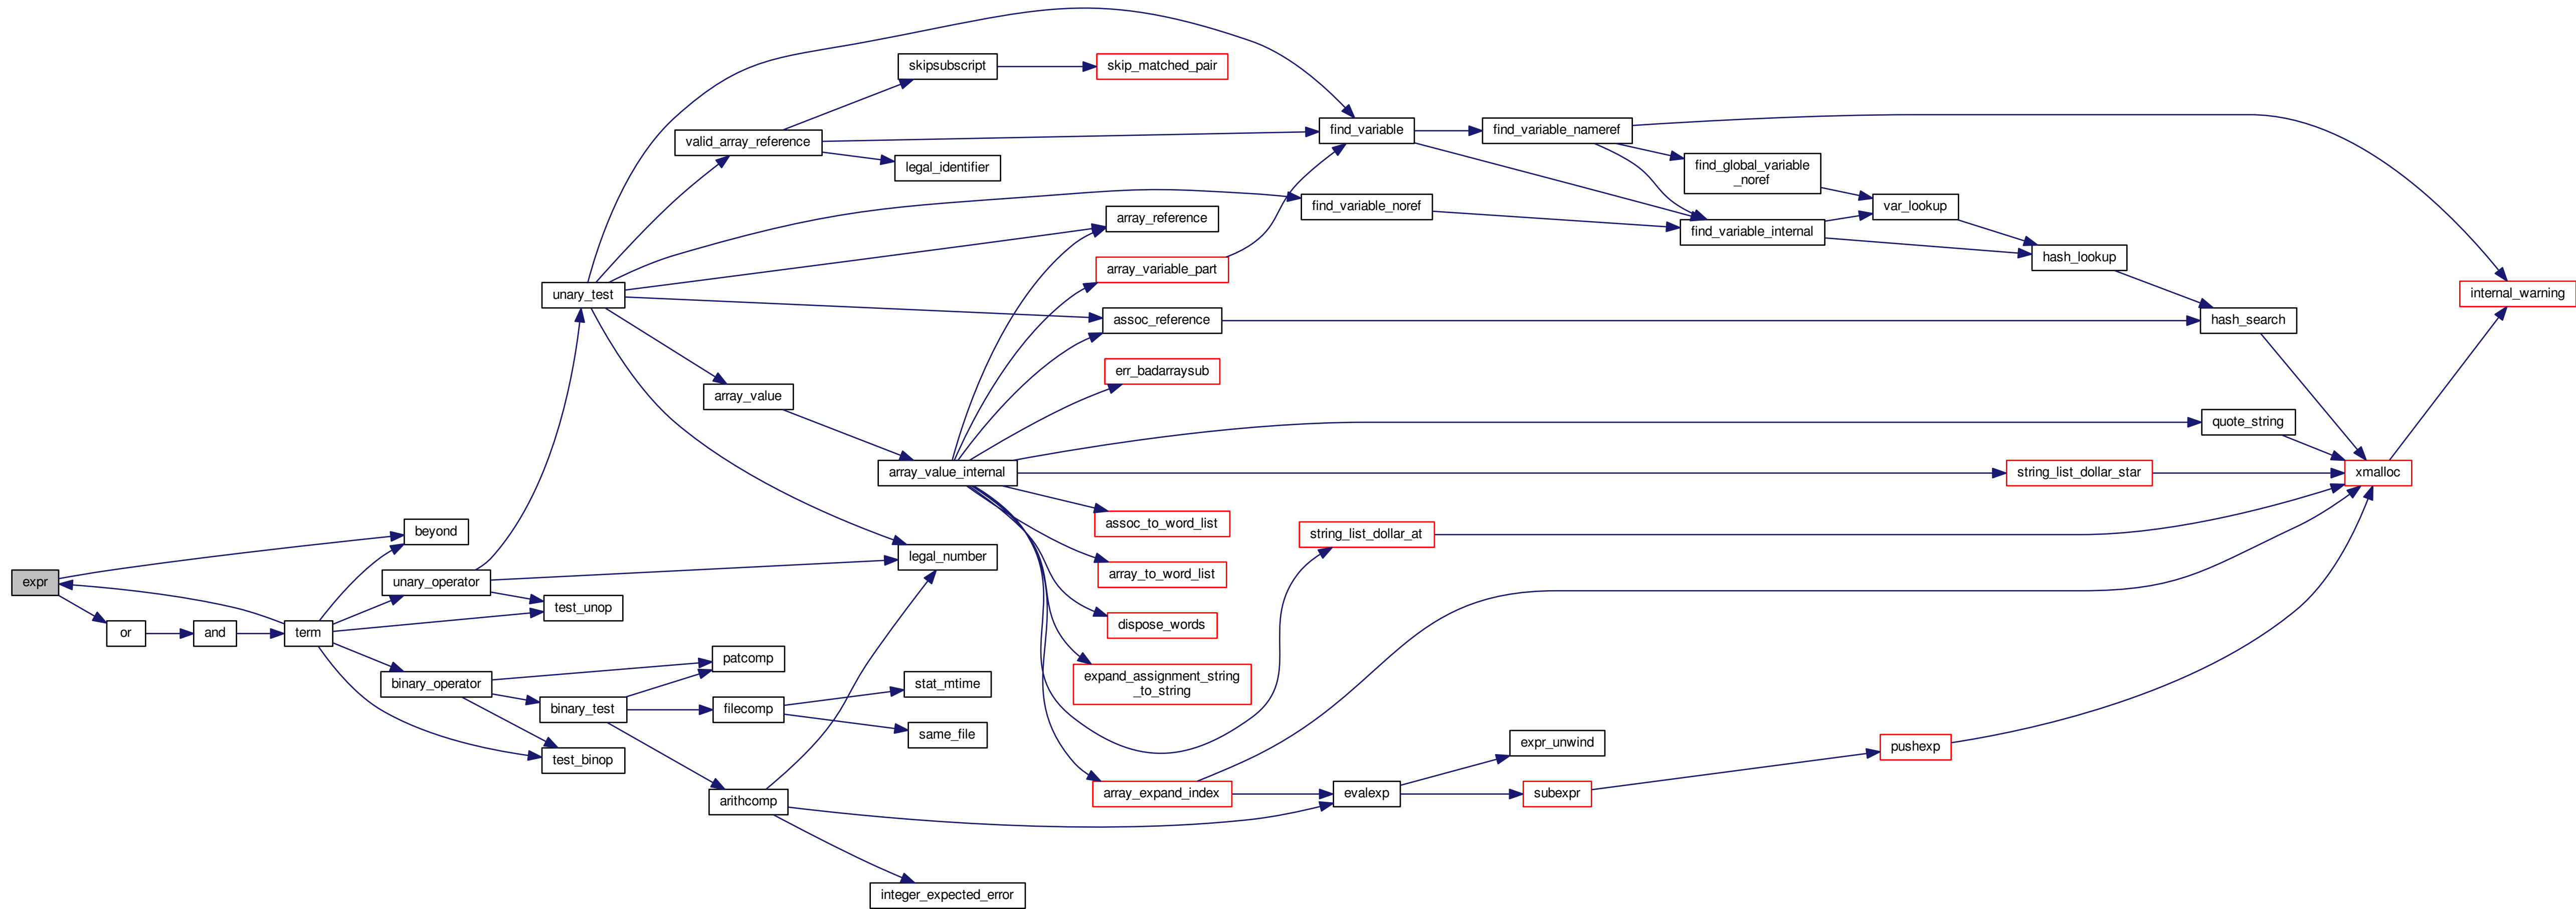 expr
or
and
term
beyond
unary_operator
binary_operator
unary_test
test_unop
binary_test
test_binop
valid_array_reference
array_value
patcomp
filecomp
arithcomp
skipsubscript
legal_identifier
array_value_internal
legal_number
stat_mtime
same_file
integer_expected_error
skip_matched_pair
array_reference
array_variable_part
assoc_reference
err_badarraysub
assoc_to_word_list
array_to_word_list
dispose_words
expand_assignment_string
_to_string
array_expand_index
find_variable
find_variable_noref
string_list_dollar_at
evalexp
find_variable_nameref
expr_unwind
subexpr
find_global_variable
_noref
find_variable_internal
var_lookup
pushexp
hash_lookup
string_list_dollar_star
hash_search
quote_string
xmalloc
internal_warning